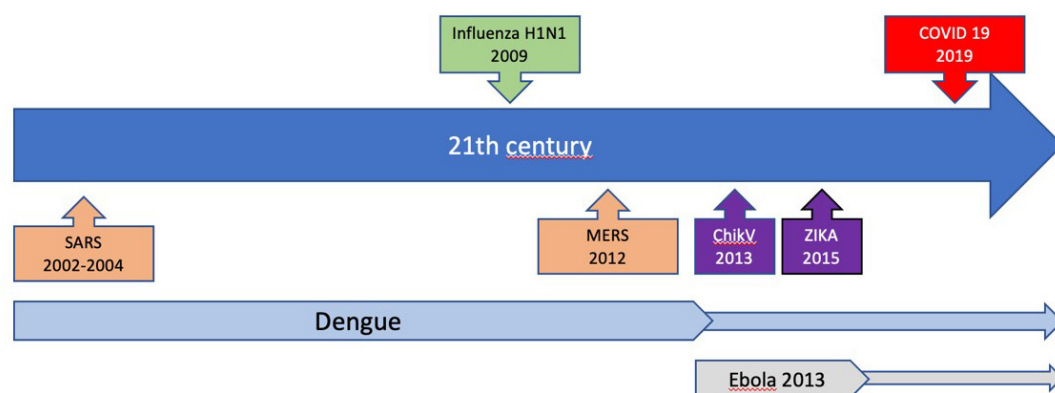 Influenza H1N1
2009
COVID 19
2019
21th century
SARS
2002-2004
MERS
2012
ChikV
2013
ZIKA
2015
Dengue
Ebola 2013